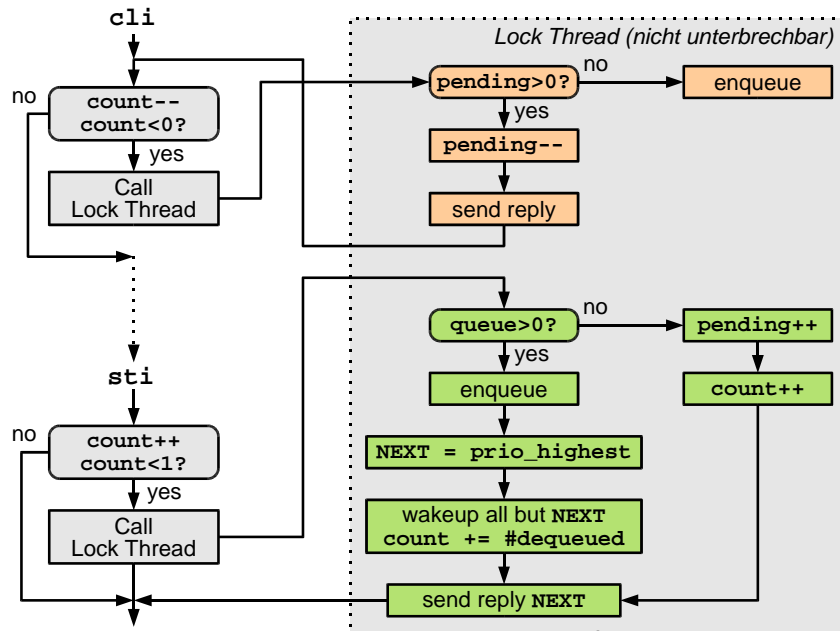 cli
Lock Thread (nicht unterbrechbar)
no
count--
count<0?
yes
Call
Lock Thread
pending>0?
no
enqueue
yes
pending--
send reply
sti
no
count++
count<1?
yes
Call
Lock Thread
queue>0?
no
pending++
yes
enqueue
count++
NEXT = prio_highest
wakeup all but NEXT
count += #dequeued
send reply NEXT